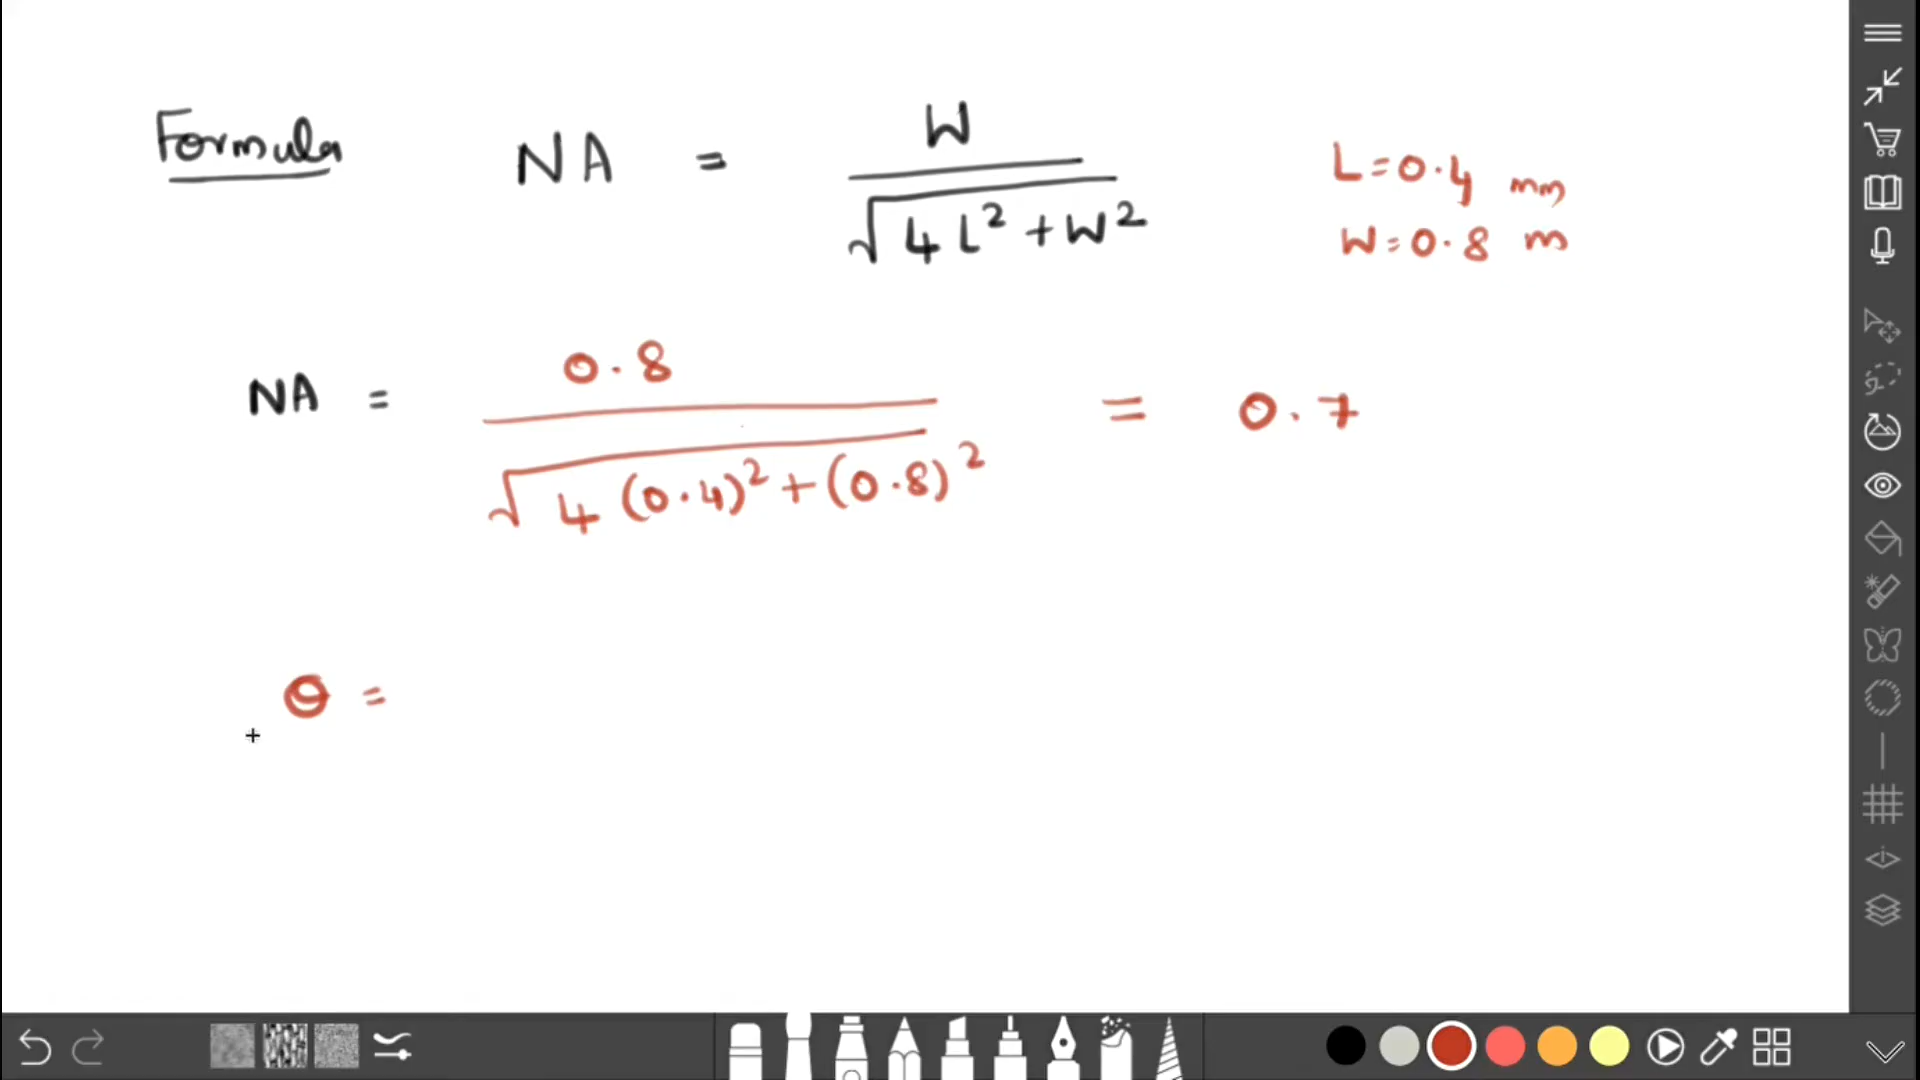 Formula NA = W / √4L² + W²
L = 0.4 mm
W = 0.8 m
NA = 0.8 / √4(0.4)² + (0.8)² = 0.7
θ =